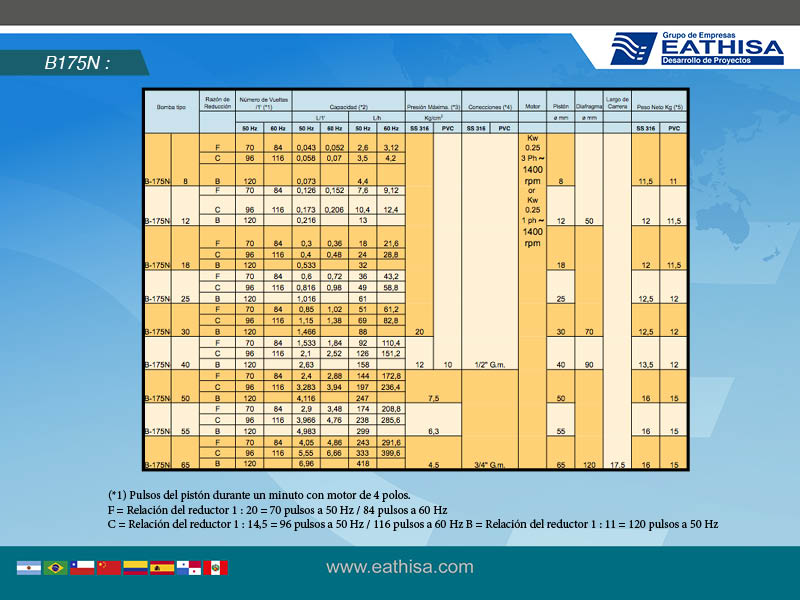 B175N :
Grupo de Empresas
EATHISA
Desarrollo de Proyectos
Bomba tipo Razón de Reducción Número de Vueltas /1' (*1) Capacidad (*2) Presión Máxima. (*3) Conecciones (*4) Motor Pistón Diafragma Largo de Carrera Peso Neto Kg (*5)
L/1' L/h Kg/cm² ø mm ø mm
50 Hz 60 Hz 50 Hz 60 Hz 50 Hz 60 Hz SS 316 PVC SS 316 PVC SS 316 PVC
Kw
0.25
3 Ph ~
1400
rpm
or
Kw
0.25
1 ph ~
1400
rpm
F 70 84 0,043 0,052 2,6 3,12
C 96 116 0,058 0,07 3,5 4,2
B-175N 8 B 120 0,073 4,4 8 11,5 11
F 70 84 0,126 0,152 7,6 9,12
C 96 116 0,173 0,206 10,4 12,4
B-175N 12 B 120 0,216 13 12 50 12 11,5
F 70 84 0,3 0,36 18 21,6
C 96 116 0,4 0,48 24 28,8
B-175N 18 B 120 0,533 32 18 12 11,5
F 70 84 0,6 0,72 36 43,2
C 96 116 0,816 0,98 49 58,8
B-175N 25 B 120 1,016 61 25 12,5 12
F 70 84 0,85 1,02 51 61,2
C 96 116 1,15 1,38 69 82,8
B-175N 30 B 120 1,466 88 20 30 70 12,5 12
F 70 84 1,533 1,84 92 110,4
C 96 116 2,1 2,52 126 151,2
B-175N 40 B 120 2,63 158 12 10 1/2" G.m. 40 90 13,5 12
F 70 84 2,4 2,88 144 172,8
C 96 116 3,283 3,94 197 236,4
B-175N 50 B 120 4,116 247 7,5 50 16 15
F 70 84 2,9 3,48 174 208,8
C 96 116 3,966 4,76 238 285,6
B-175N 55 B 120 4,983 299 6,3 55 16 15
F 70 84 4,05 4,86 243 291,6
C 96 116 5,55 6,66 333 399,6
B-175N 65 B 120 6,96 418 4,5 3/4" G.m. 65 120 17.5 16 15
(*1) Pulsos del pistón durante un minuto con motor de 4 polos.
F = Relación del reductor 1 : 20 = 70 pulsos a 50 Hz / 84 pulsos a 60 Hz
C = Relación del reductor 1 : 14,5 = 96 pulsos a 50 Hz / 116 pulsos a 60 Hz B = Relación del reductor 1 : 11 = 120 pulsos a 50 Hz
www.eathisa.com